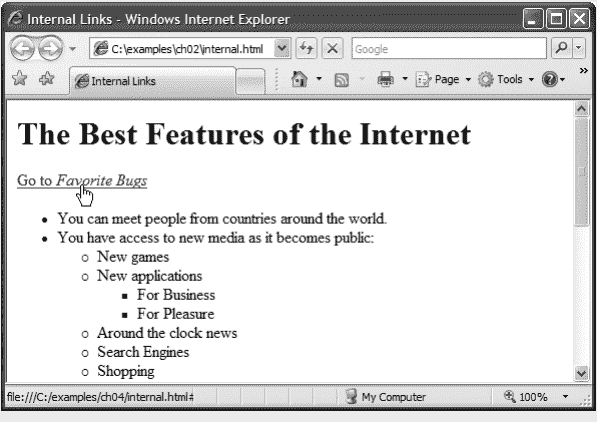 Internal Links - Windows Internet Explorer
C:\examples\ch02\internal.html
Google
Internal Links
Page
Tools
The Best Features of the Internet
Go to Favorite Bugs
• You can meet people from countries around the world.
• You have access to new media as it becomes public:
o New games
o New applications
▪ For Business
▪ For Pleasure
o Around the clock news
o Search Engines
o Shopping
file:///C:/examples/ch04/internal.html# My Computer 100%